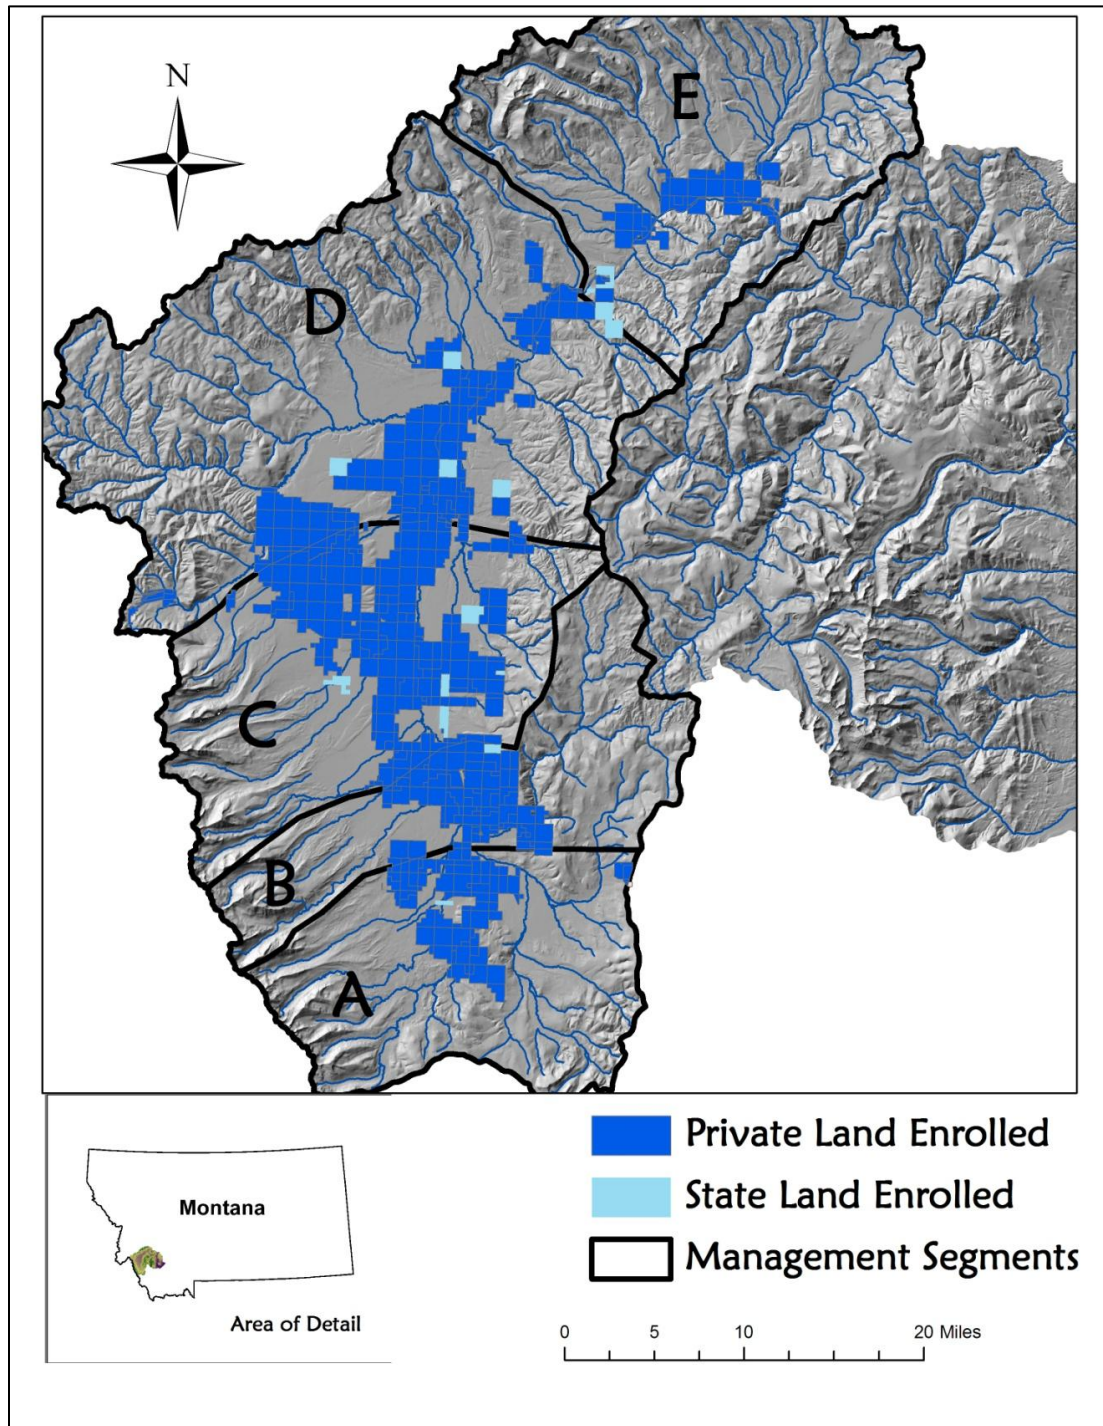 N
E
D
C
B
A
Montana
Area of Detail
Private Land Enrolled
State Land Enrolled
Management Segments
0 5 10 20 Miles